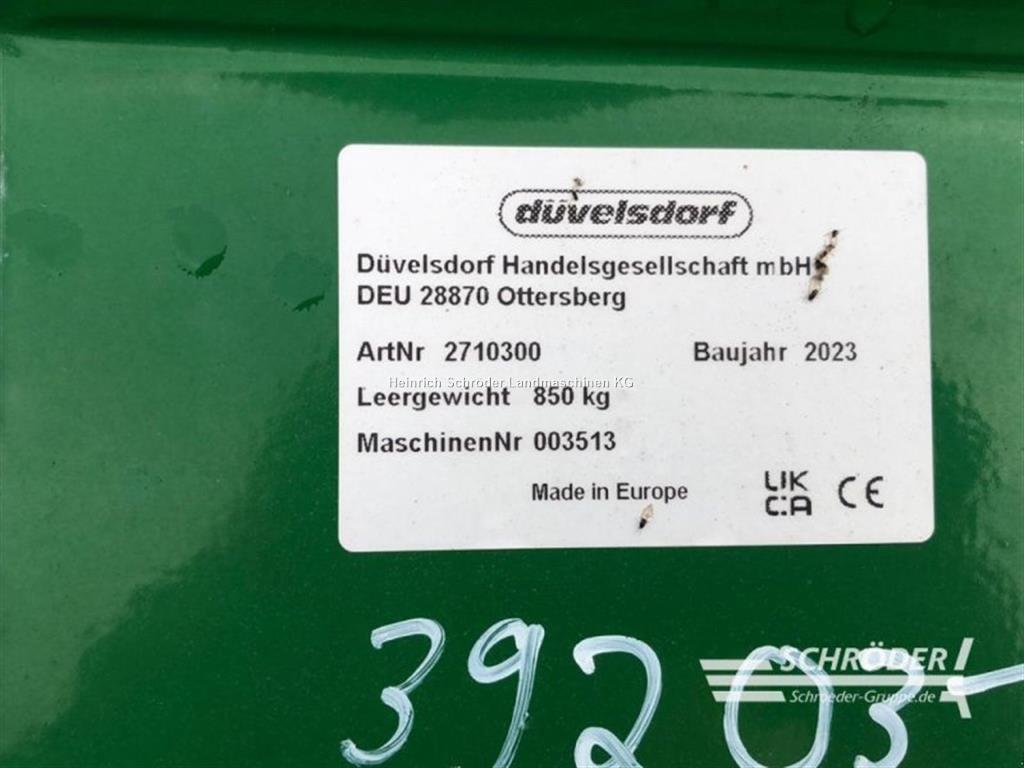 düvelsdorf
Düvelsdorf Handelsgesellschaft mbH
DEU 28870 Ottersberg
ArtNr 2710300 Baujahr 2023
Heinrich Schröder Landmaschinen KG
Leergewicht 850 kg
MaschinenNr 003513
Made in Europe UK CA CE
SCHRÖDER
Schroeder-Gruppe.de
39203-